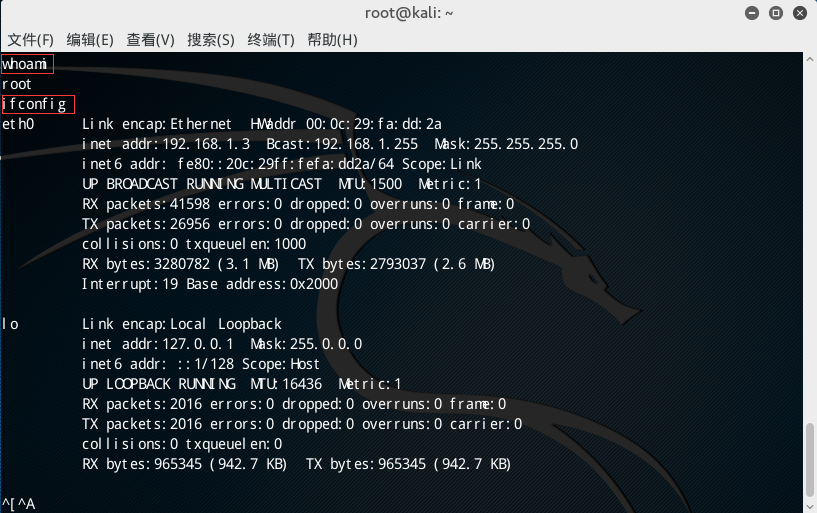 root@kali: ~
文件(F) 编辑(E) 查看(V) 搜索(S) 终端(T) 帮助(H)
whoami
root
ifconfig
eth0 Link encap:Ethernet HWaddr 00:0c:29:fa:dd:2a
inet addr:192.168.1.3 Bcast:192.168.1.255 Mask:255.255.255.0
inet6 addr: fe80::20c:29ff:fefa:dd2a/64 Scope:Link
UP BROADCAST RUNNING MULTICAST MTU:1500 Metric:1
RX packets:41598 errors:0 dropped:0 overruns:0 frame:0
TX packets:26956 errors:0 dropped:0 overruns:0 carrier:0
collisions:0 txqueuelen:1000
RX bytes:3280782 (3.1 MB) TX bytes:2793037 (2.6 MB)
Interrupt:19 Base address:0x2000
lo Link encap:Local Loopback
inet addr:127.0.0.1 Mask:255.0.0.0
inet6 addr: ::1/128 Scope:Host
UP LOOPBACK RUNNING MTU:16436 Metric:1
RX packets:2016 errors:0 dropped:0 overruns:0 frame:0
TX packets:2016 errors:0 dropped:0 overruns:0 carrier:0
collisions:0 txqueuelen:0
RX bytes:965345 (942.7 KB) TX bytes:965345 (942.7 KB)
^[^A